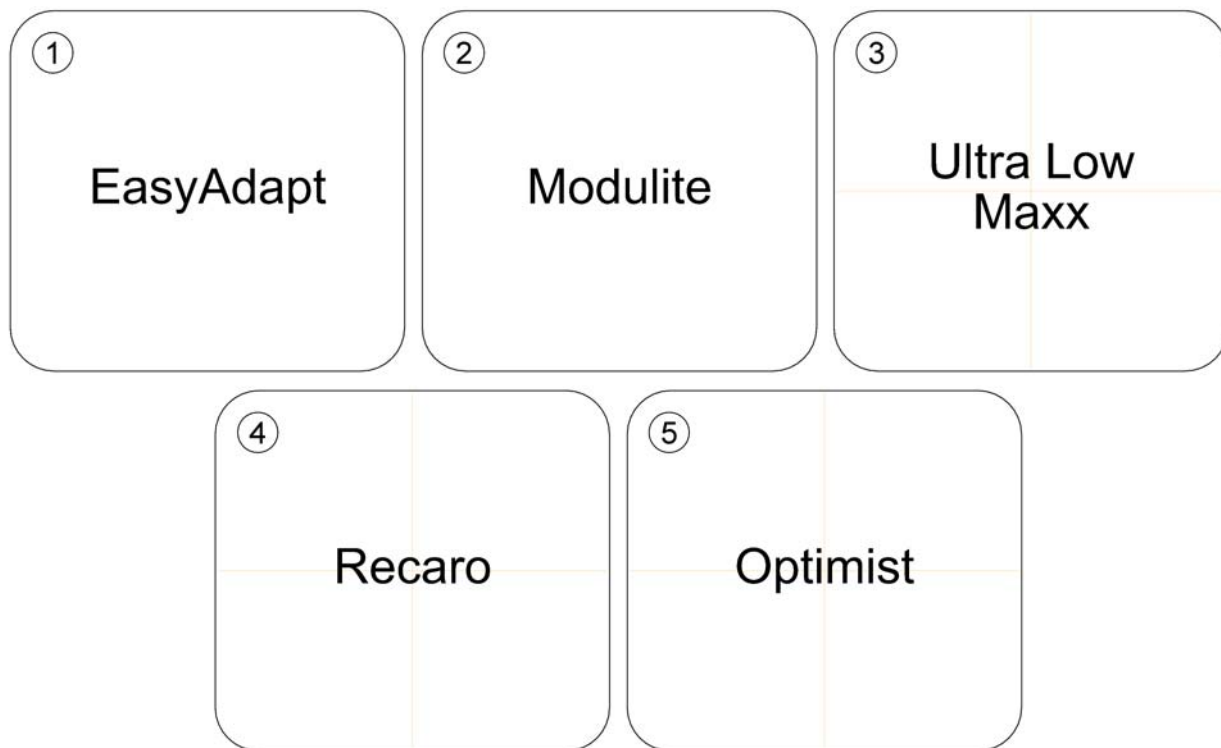 ①
EasyAdapt
②
Modulite
③
Ultra Low
Maxx
④
Recaro
⑤
Optimist